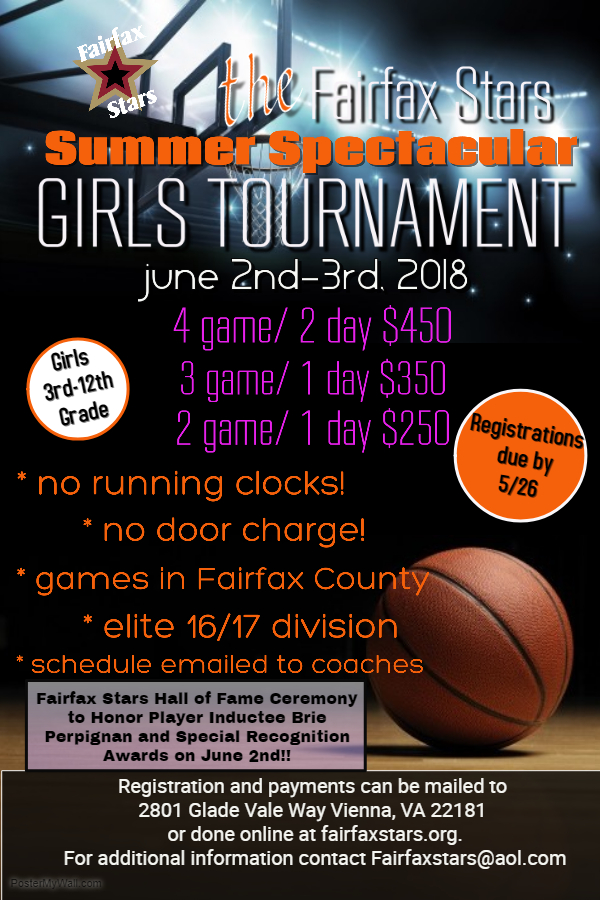 Fairfax
Stars
the Fairfax Stars
Summer Spectacular
GIRLS TOURNAMENT
june 2nd-3rd, 2018
4 game/ 2 day $450
3 game/ 1 day $350
2 game/ 1 day $250
Girls
3rd-12th
Grade
Registrations
due by
5/26
* no running clocks!
* no door charge!
* games in Fairfax County
* elite 16/17 division
* schedule emailed to coaches
Fairfax Stars Hall of Fame Ceremony
to Honor Player Inductee Brie
Perpignan and Special Recognition
Awards on June 2nd!!
Registration and payments can be mailed to
2801 Glade Vale Way Vienna, VA 22181
or done online at fairfaxstars.org.
For additional information contact Fairfaxstars@aol.com
PosterMyWall.com